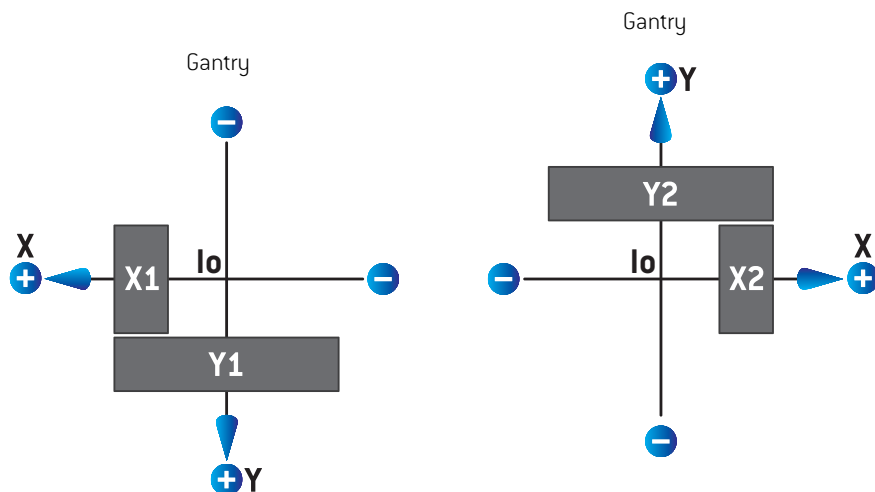 Gantry
−
X
+
X1
Io
−
Y1
+ Y
Gantry
+ Y
Y2
−
Io
X2
X
+
−